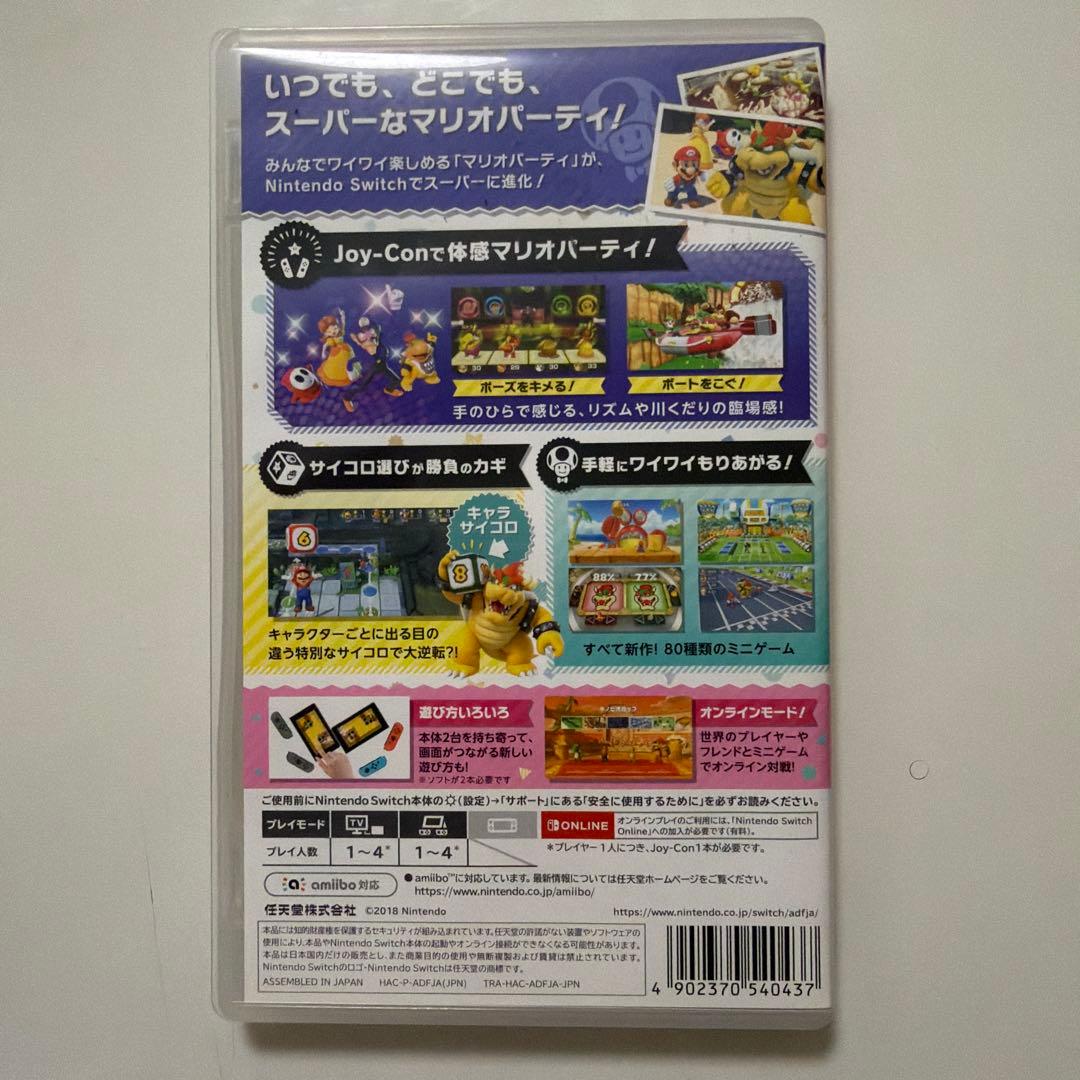 いつでも、どこでも、
スーパーなマリオパーティ!
みんなでワイワイ楽しめる「マリオパーティ」が、
Nintendo Switchでスーパーに進化!
Joy-Conで体感マリオパーティ!
30 29 30 33
ポーズをキメる!
ボートをこぐ!
手のひらで感じる、リズムや川くだりの臨場感!
サイコロ選びが勝負のカギ
キャラ
サイコロ
6
8
キャラクターごとに出る目の
違う特別なサイコロで大逆転?!
手軽にワイワイもりあがる!
88% 77%
すべて新作! 80種類のミニゲーム
遊び方いろいろ
本体2台を持ち寄って、
画面がつながる新しい
遊び方も!
※ソフトが2本必要です
オンラインモード!
世界のプレイヤーや
フレンドとミニゲーム
でオンライン対戦!
ご使用前にNintendo Switch本体の(設定)→「サポート」にある「安全に使用するために」を必ずお読みください。
プレイモード TV
プレイ人数 1~4* 1~4*
ONLINE
オンラインプレイのご利用には、「Nintendo Switch
Online」への加入が必要です(有料)。
*プレイヤー1人につき、Joy-Con1本が必要です。
amiibo対応
●amiibo™に対応しています。最新情報については任天堂ホームページをご覧ください。
https://www.nintendo.co.jp/amiibo/
任天堂株式会社 ©2018 Nintendo
https://www.nintendo.co.jp/switch/adfja/
本品には知的財産権を保護するセキュリティが組み込まれています。任天堂の許諾がない装置やソフトウェアの
使用により、本品やNintendo Switch本体の起動やオンライン接続ができなくなる可能性があります。
本品は日本国内だけの販売とし、また商業目的の使用や無断複製および賃貸は禁止されています。
Nintendo Switchのロゴ・Nintendo Switchは任天堂の商標です。
ASSEMBLED IN JAPAN HAC-P-ADFJA(JPN) TRA-HAC-ADFJA-JPN
4 902370 540437